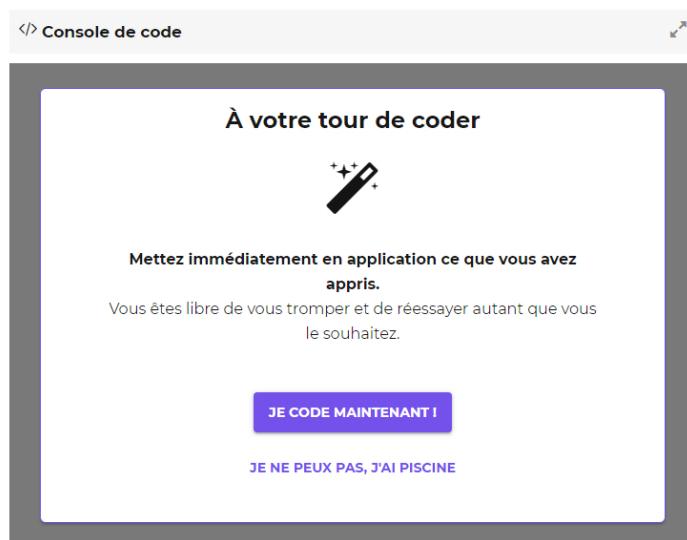 </> Console de code
À votre tour de coder
Mettez immédiatement en application ce que vous avez
appris.
Vous êtes libre de vous tromper et de réessayer autant que vous
le souhaitez.
JE CODE MAINTENANT !
JE NE PEUX PAS, J'AI PISCINE